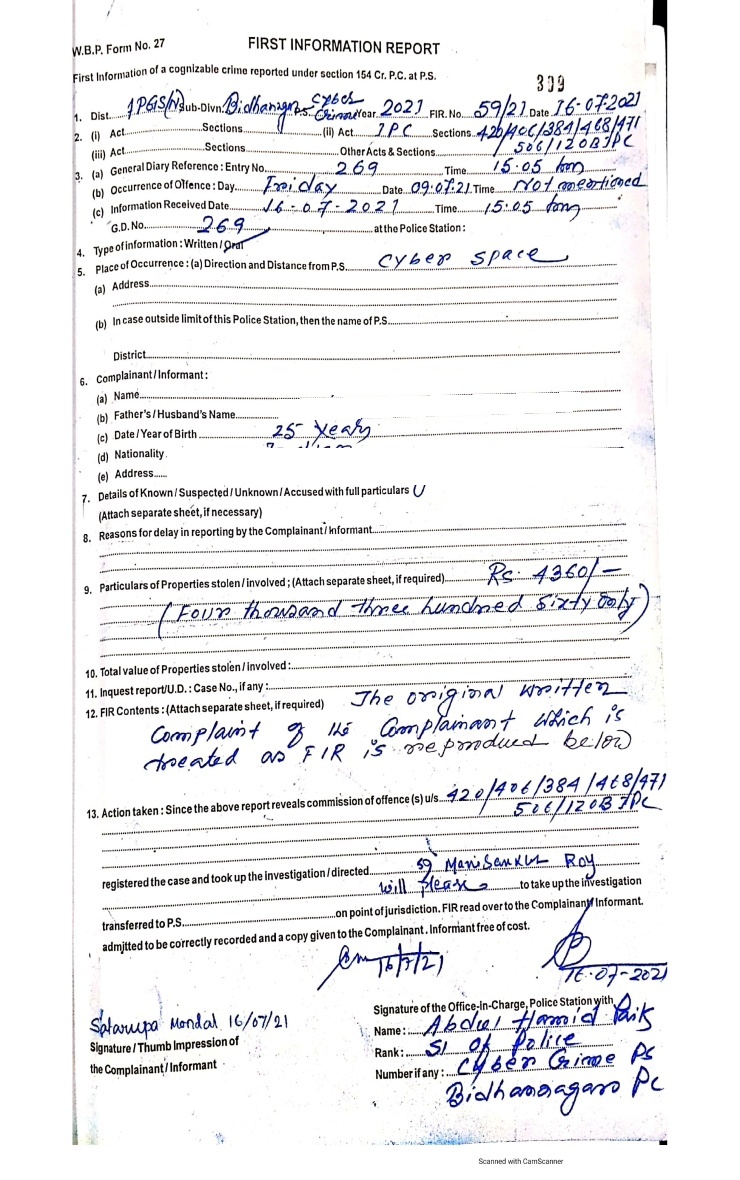 W.B.P. Form No. 27
FIRST INFORMATION REPORT
First Information of a cognizable crime reported under section 154 Cr. P.C. at P.S.
399
1. Dist. Sub-Divn. Bidhannagar P.S. Cyber Crime Year 2021 FIR. No. 59/21 Date 16-07-2021
2. (i) Act Sections (ii) Act IPC Sections 420/406/384/468/471
(iii) Act Sections Other Acts & Sections 506/120B IPC
3. (a) General Diary Reference : Entry No. 269 Time 15:05 hrs
(b) Occurrence of Offence : Day Friday Date 09.07.21 Time Not mentioned
(c) Information Received Date 16-07-2021 Time 15:05 hrs
G.D. No. 269 at the Police Station :
4. Type of information : Written / Oral
5. Place of Occurrence : (a) Direction and Distance from P.S. Cyber Space
(a) Address
(b) In case outside limit of this Police Station, then the name of P.S.
District
6. Complainant / Informant :
(a) Name
(b) Father's / Husband's Name
(c) Date / Year of Birth 25 Years
(d) Nationality
(e) Address
7. Details of Known / Suspected / Unknown / Accused with full particulars
(Attach separate sheet, if necessary)
8. Reasons for delay in reporting by the Complainant / Informant
9. Particulars of Properties stolen / involved ; (Attach separate sheet, if required) Rs. 4360/-
(Four thousand three hundred sixty only)
10. Total value of Properties stolen / involved :
11. Inquest report/U.D. : Case No., if any :
12. FIR Contents : (Attach separate sheet, if required) The original written
Complaint of the Complainant which is
treated as FIR is reproduced below
13. Action taken : Since the above report reveals commission of offence (s) u/s. 420/406/384/468/471
506/120B IPC
registered the case and took up the investigation / directed SI Manisankar Roy
will please to take up the investigation
transferred to P.S. on point of jurisdiction. FIR read over to the Complainant / Informant.
admitted to be correctly recorded and a copy given to the Complainant. Informant free of cost.
16/7/21
16-07-2021
Satarupa Mondal 16/07/21
Signature / Thumb Impression of
the Complainant / Informant
Signature of the Office-In-Charge, Police Station with
Name : Abdul Hamid Paik
Rank : SI of Police
Number if any : Cyber Crime PS
Bidhannagar PC
Scanned with CamScanner